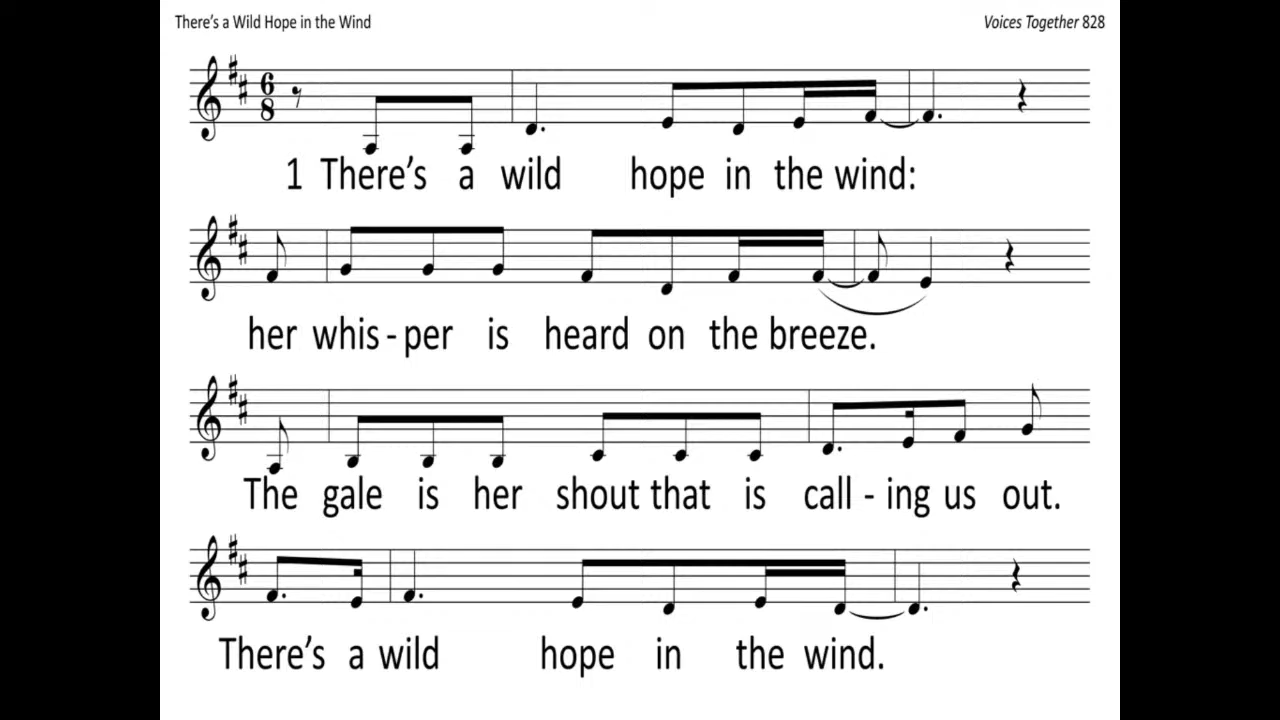 There's a Wild Hope in the Wind
Voices Together 828
6
8
1 There's a wild hope in the wind:
her whis - per is heard on the breeze.
The gale is her shout that is call - ing us out.
There's a wild hope in the wind.